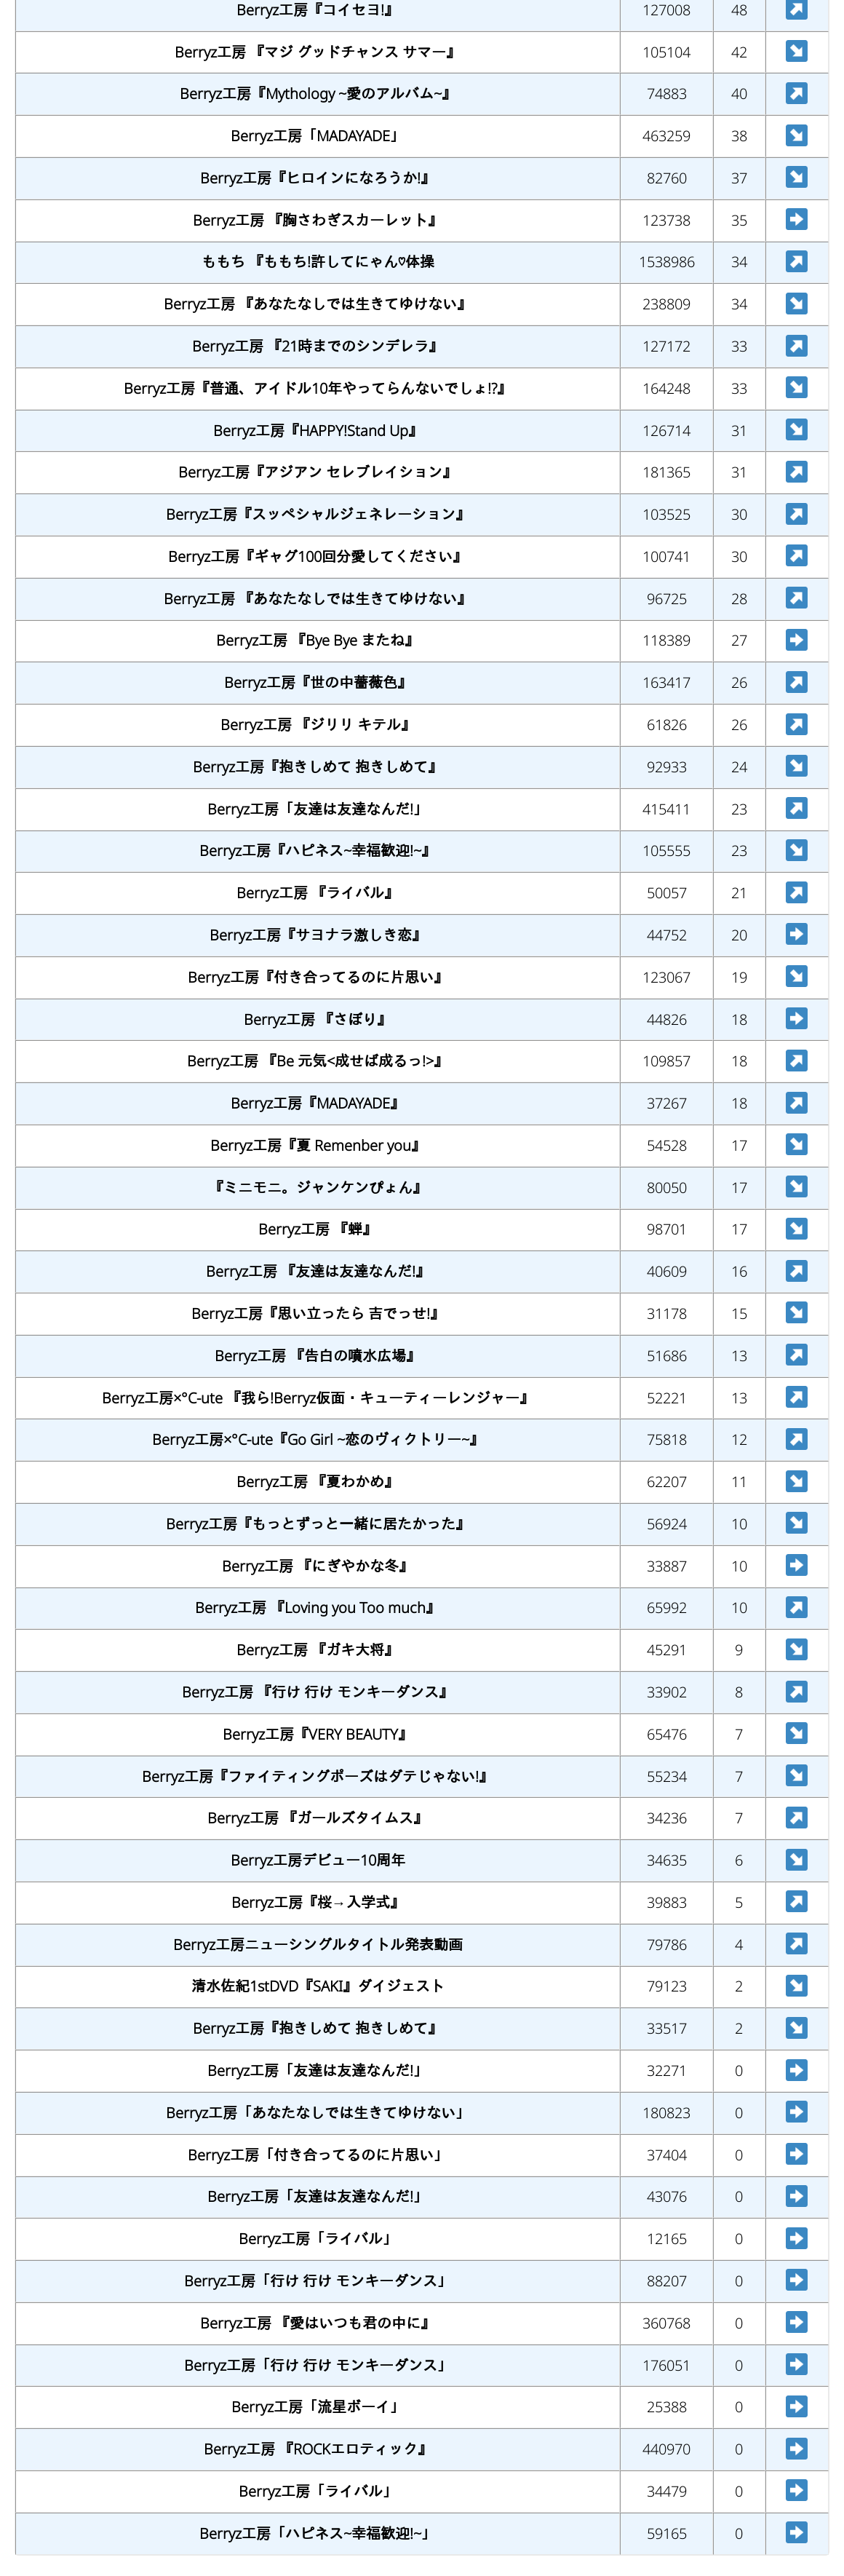 Berryz工房『コイセヨ!』 127008 48
Berryz工房 『マジ グッドチャンス サマー』 105104 42
Berryz工房『Mythology ~愛のアルバム~』 74883 40
Berryz工房「MADAYADE」 463259 38
Berryz工房『ヒロインになろうか!』 82760 37
Berryz工房 『胸さわぎスカーレット』 123738 35
ももち 『ももち!許してにゃん♡体操 1538986 34
Berryz工房 『あなたなしでは生きてゆけない』 238809 34
Berryz工房 『21時までのシンデレラ』 127172 33
Berryz工房『普通、アイドル10年やってらんないでしょ!?』 164248 33
Berryz工房『HAPPY!Stand Up』 126714 31
Berryz工房『アジアン セレブレイション』 181365 31
Berryz工房『スッペシャルジェネレーション』 103525 30
Berryz工房『ギャグ100回分愛してください』 100741 30
Berryz工房 『あなたなしでは生きてゆけない』 96725 28
Berryz工房 『Bye Bye またね』 118389 27
Berryz工房『世の中薔薇色』 163417 26
Berryz工房 『ジリリ キテル』 61826 26
Berryz工房『抱きしめて 抱きしめて』 92933 24
Berryz工房「友達は友達なんだ!」 415411 23
Berryz工房『ハピネス~幸福歓迎!~』 105555 23
Berryz工房 『ライバル』 50057 21
Berryz工房『サヨナラ激しき恋』 44752 20
Berryz工房『付き合ってるのに片思い』 123067 19
Berryz工房 『さぼり』 44826 18
Berryz工房 『Be 元気<成せば成るっ!>』 109857 18
Berryz工房『MADAYADE』 37267 18
Berryz工房『夏 Remenber you』 54528 17
『ミニモニ。ジャンケンぴょん』 80050 17
Berryz工房 『蝉』 98701 17
Berryz工房 『友達は友達なんだ!』 40609 16
Berryz工房『思い立ったら 吉でっせ!』 31178 15
Berryz工房 『告白の噴水広場』 51686 13
Berryz工房×°C-ute 『我ら!Berryz仮面・キューティーレンジャー』 52221 13
Berryz工房×°C-ute『Go Girl ~恋のヴィクトリー~』 75818 12
Berryz工房 『夏わかめ』 62207 11
Berryz工房『もっとずっと一緒に居たかった』 56924 10
Berryz工房 『にぎやかな冬』 33887 10
Berryz工房 『Loving you Too much』 65992 10
Berryz工房 『ガキ大将』 45291 9
Berryz工房 『行け 行け モンキーダンス』 33902 8
Berryz工房『VERY BEAUTY』 65476 7
Berryz工房『ファイティングポーズはダテじゃない!』 55234 7
Berryz工房 『ガールズタイムス』 34236 7
Berryz工房デビュー10周年 34635 6
Berryz工房『桜→入学式』 39883 5
Berryz工房ニューシングルタイトル発表動画 79786 4
清水佐紀1stDVD『SAKI』ダイジェスト 79123 2
Berryz工房『抱きしめて 抱きしめて』 33517 2
Berryz工房「友達は友達なんだ!」 32271 0
Berryz工房「あなたなしでは生きてゆけない」 180823 0
Berryz工房「付き合ってるのに片思い」 37404 0
Berryz工房「友達は友達なんだ!」 43076 0
Berryz工房「ライバル」 12165 0
Berryz工房「行け 行け モンキーダンス」 88207 0
Berryz工房 『愛はいつも君の中に』 360768 0
Berryz工房「行け 行け モンキーダンス」 176051 0
Berryz工房「流星ボーイ」 25388 0
Berryz工房 『ROCKエロティック』 440970 0
Berryz工房「ライバル」 34479 0
Berryz工房「ハピネス~幸福歓迎!~」 59165 0